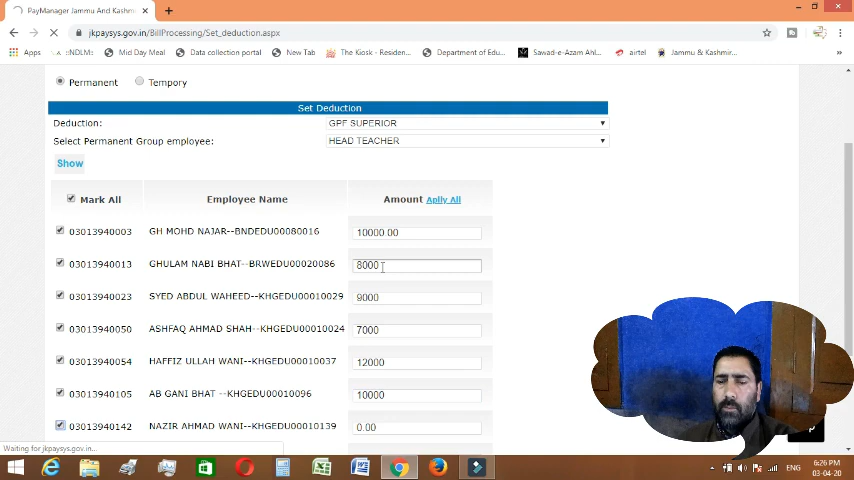 PayManager Jammu And Kashm
jkpaysys.gov.in/BillProcessing/Set_deduction.aspx
Apps
::NDLM::
Mid Day Meal
Data collection portal
New Tab
The Kiosk - Residen...
Department of Edu...
Sawad-e-Azam Ahl...
airtel
Jammu & Kashmir...
Permanent
Tempory
Set Deduction
Deduction:
GPF SUPERIOR
Select Permanent Group employee:
HEAD TEACHER
Show
Mark All
Employee Name
Amount Aplly All
03013940003 GH MOHD NAJAR--BNDEDU00080016 10000.00
03013940013 GHULAM NABI BHAT--BRWEDU00020086 8000
03013940023 SYED ABDUL WAHEED--KHGEDU00010029 9000
03013940050 ASHFAQ AHMAD SHAH--KHGEDU00010024 7000
03013940054 HAFFIZ ULLAH WANI--KHGEDU00010037 12000
03013940105 AB GANI BHAT --KHGEDU00010096 10000
03013940142 NAZIR AHMAD WANI--KHGEDU00010139 0.00
Waiting for jkpaysys.gov.in...
ENG
6:26 PM
03-04-20